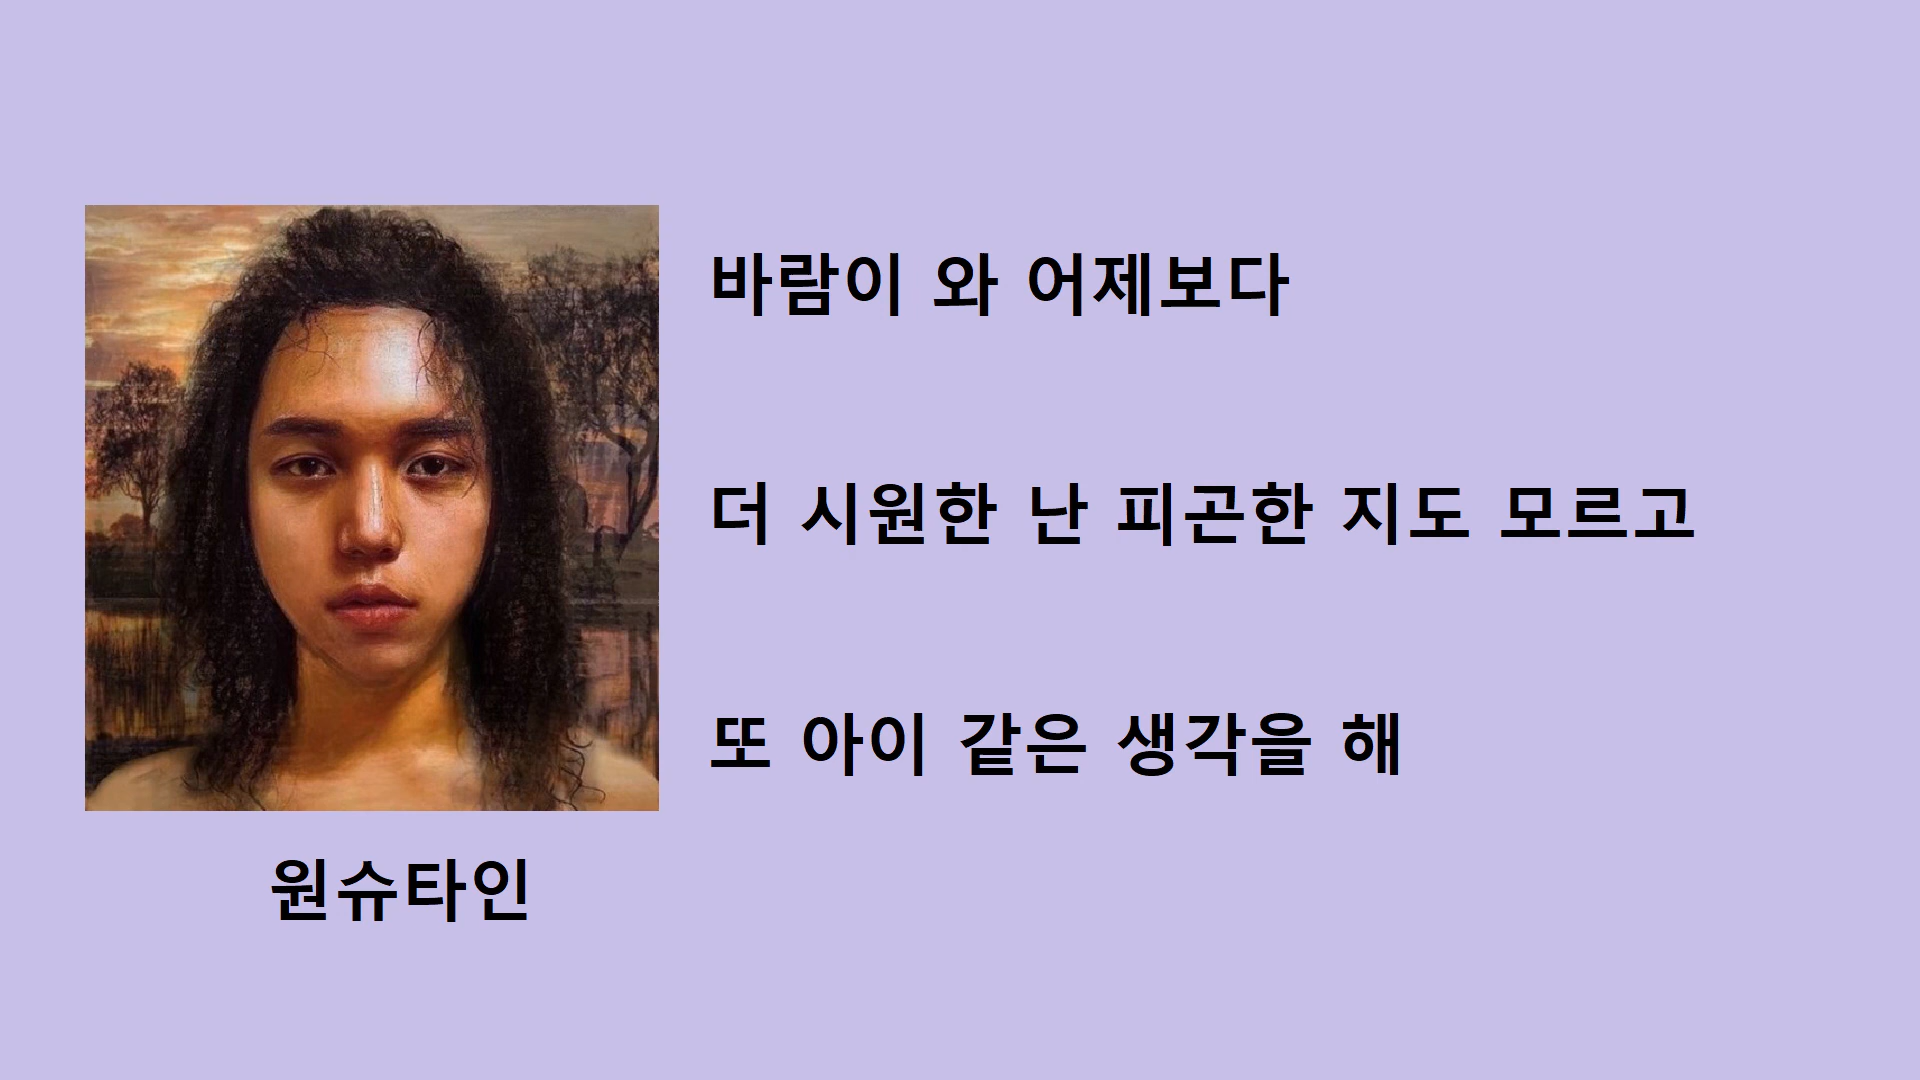 바람이 와 어제보다
더 시원한 난 피곤한 지도 모르고
또 아이 같은 생각을 해
원슈타인